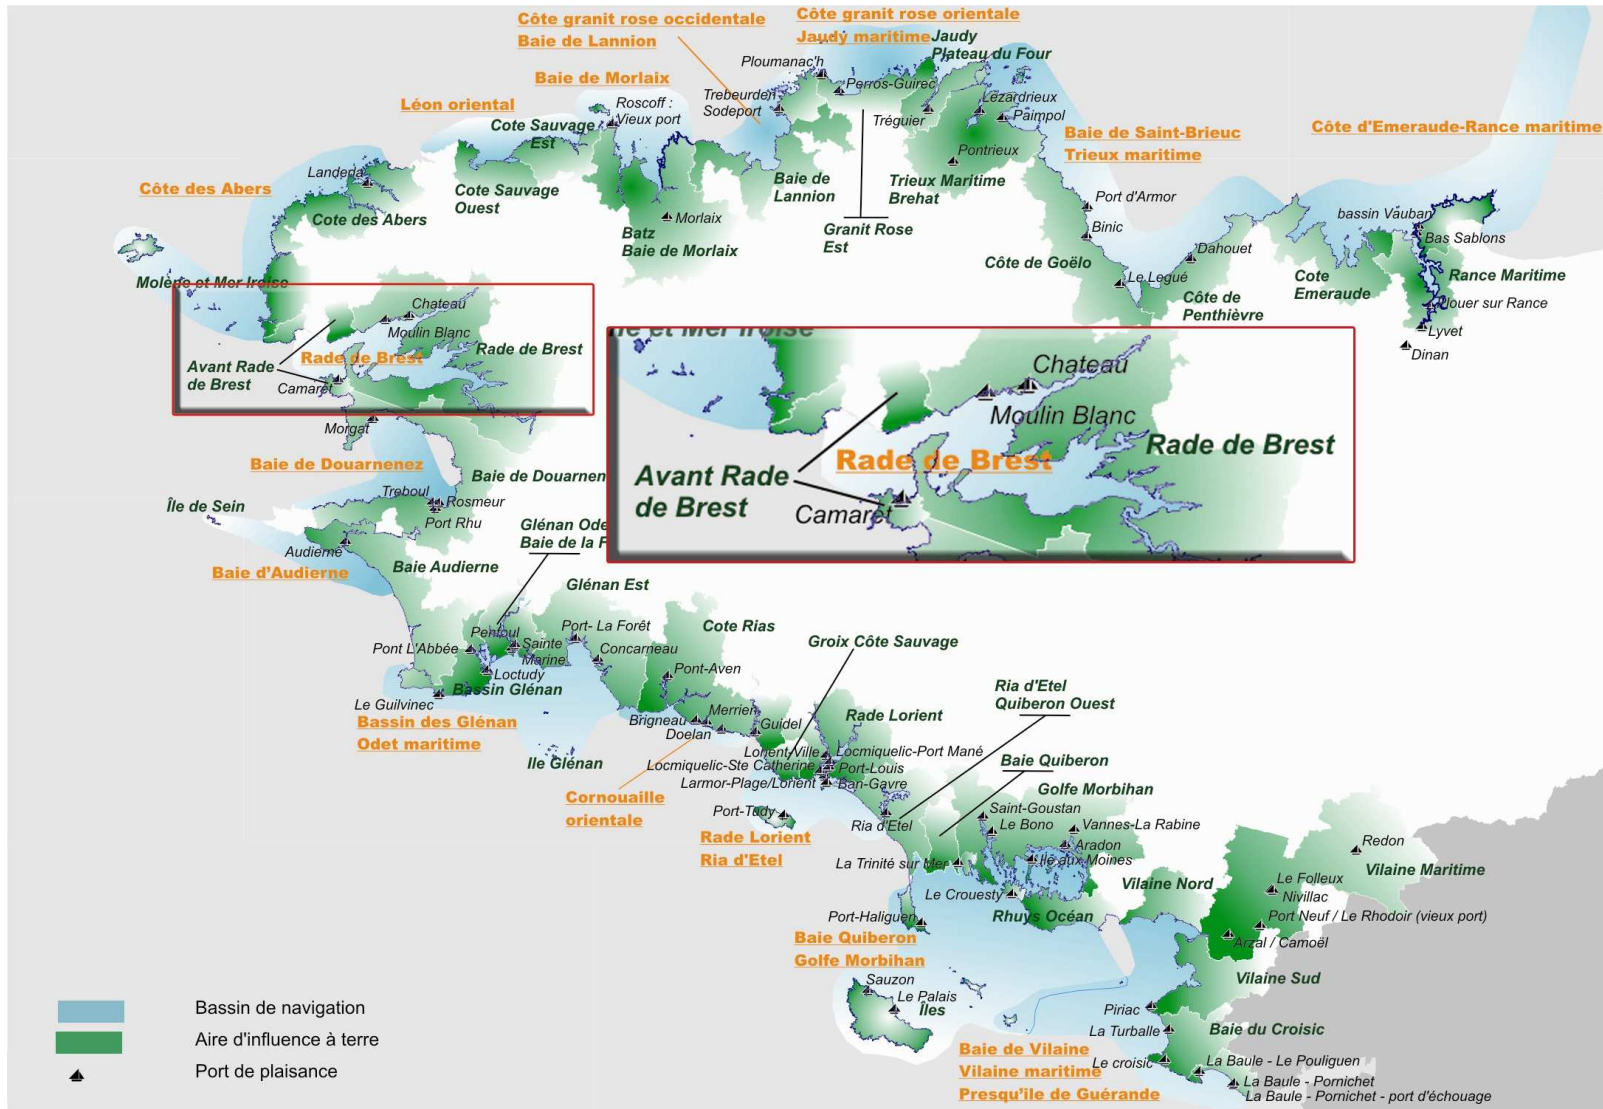 Côte granit rose occidentale
Baie de Lannion
Côte granit rose orientale
Jaudy maritime
Jaudy
Plateau du Four
Ploumanac'h
Perros-Guirec
Baie de Morlaix
Trebeurden
Sodeport
Léon oriental
Roscoff :
Vieux port
Cote Sauvage
Est
Tréguier
Lézardrieux
Paimpol
Baie de Saint-Brieuc
Trieux maritime
Côte d'Emeraude-Rance maritime
Pontrieux
Landeda
Côte des Abers
Cote Sauvage
Ouest
Baie de
Lannion
Trieux Maritime
Brehat
Port d'Armor
Cote des Abers
Morlaix
Batz
Baie de Morlaix
Granit Rose
Est
Binic
bassin Vauban
Bas Sablons
Dahouet
Côte de Goëlo
Le Legué
Cote
Emeraude
Rance Maritime
Molène et Mer Iroise
Côte de
Penthièvre
Plouer sur Rance
Lyvet
Dinan
Chateau
Moulin Blanc
Rade de Brest
Rade de Brest
Avant Rade
de Brest
Camaret
Chateau
Moulin Blanc
Rade de Brest
Rade de Brest
Avant Rade
de Brest
Camaret
Morgat
Baie de Douarnenez
Baie de Douarnen
Treboul
Rosmeur
Port Rhu
Île de Sein
Glénan Ode
Baie de la F
Audierne
Baie d'Audierne
Baie Audierne
Glénan Est
Port- La Forêt
Cote Rias
Penfoul
Sainte
Marine
Pont L'Abbée
Loctudy
Concarneau
Groix Côte Sauvage
Pont-Aven
Bassin Glénan
Le Guilvinec
Bassin des Glénan
Odet maritime
Ria d'Etel
Quiberon Ouest
Merrien
Brigneau
Doelan
Guidel
Rade Lorient
Ile Glénan
Lorient-Ville
Locmiquelic-Port Mané
Locmiquelic-Ste Catherine
Port-Louis
Larmor-Plage/Lorient
Ban-Gavre
Baie Quiberon
Cornouaille
orientale
Port-Tudy
Ria d'Etel
Golfe Morbihan
Saint-Goustan
Le Bono
Vannes-La Rabine
Aradon
Rade Lorient
Ria d'Etel
La Trinité sur Mer
Ile aux Moines
Redon
Vilaine Maritime
Le Crouesty
Vilaine Nord
Le Folleux
Nivillac
Port-Haliguen
Rhuys Océan
Port Neuf / Le Rhodoir (vieux port)
Arzal / Camoël
Baie Quiberon
Golfe Morbihan
Sauzon
Le Palais
Îles
Vilaine Sud
Piriac
La Turballe
Baie du Croisic
Baie de Vilaine
Vilaine maritime
Presqu'ile de Guérande
Le croisic
La Baule - Le Pouliguen
La Baule - Pornichet
La Baule - Pornichet - port d'échouage
Bassin de navigation
Aire d'influence à terre
Port de plaisance